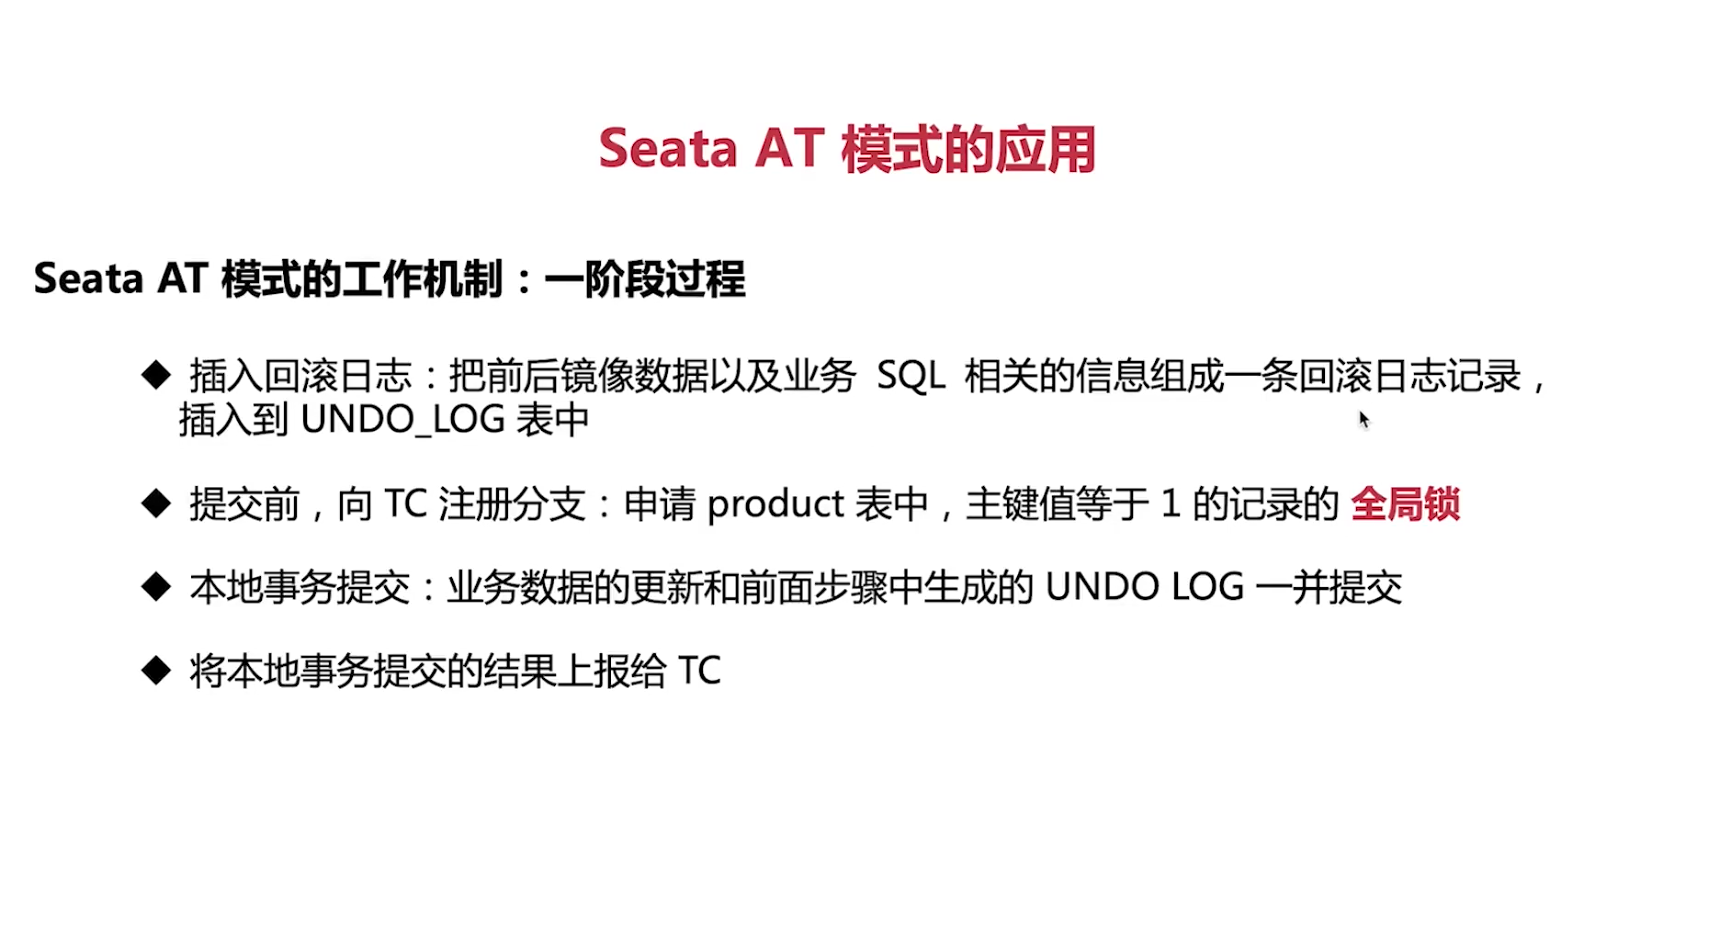 Seata AT 模式的应用
Seata AT 模式的工作机制：一阶段过程
◆ 插入回滚日志：把前后镜像数据以及业务 SQL 相关的信息组成一条回滚日志记录，
插入到 UNDO_LOG 表中
◆ 提交前，向 TC 注册分支：申请 product 表中，主键值等于 1 的记录的 全局锁
◆ 本地事务提交：业务数据的更新和前面步骤中生成的 UNDO LOG 一并提交
◆ 将本地事务提交的结果上报给 TC